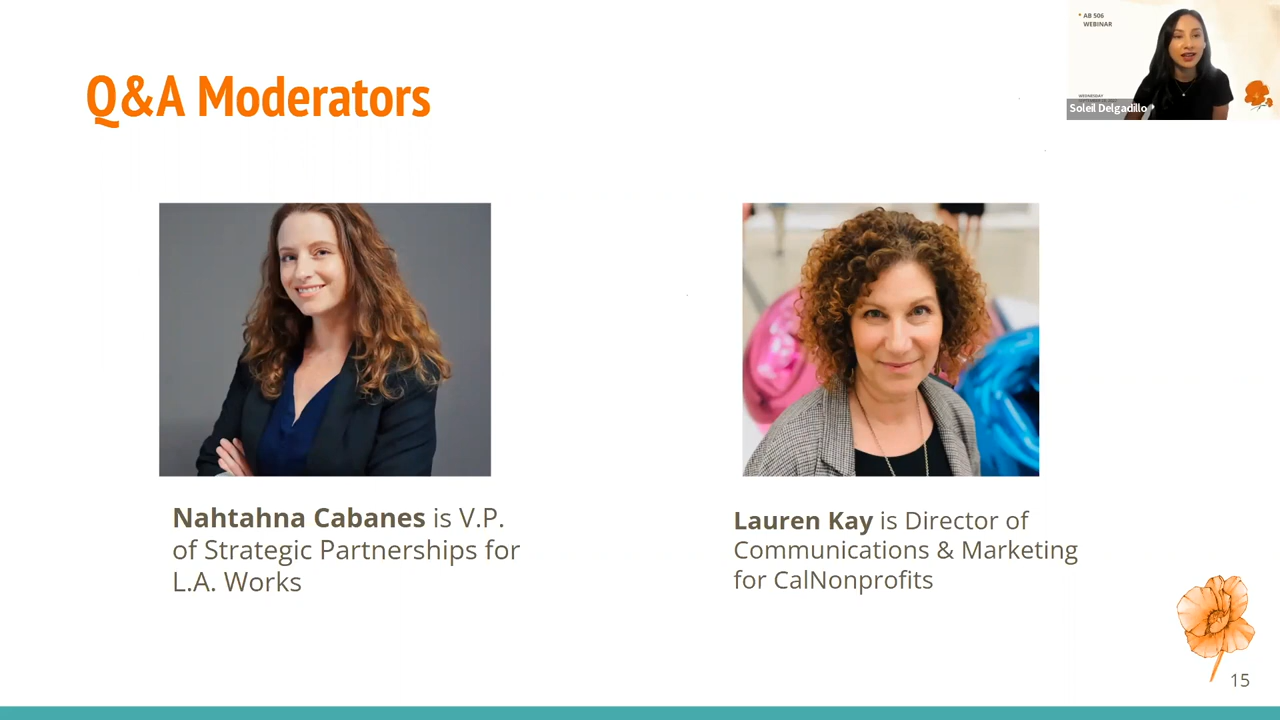 AB 506
WEBINAR
WEDNESDAY
Soleil Delgadillo
Q&A Moderators
Nahtahna Cabanes is V.P.
of Strategic Partnerships for
L.A. Works
Lauren Kay is Director of
Communications & Marketing
for CalNonprofits
15